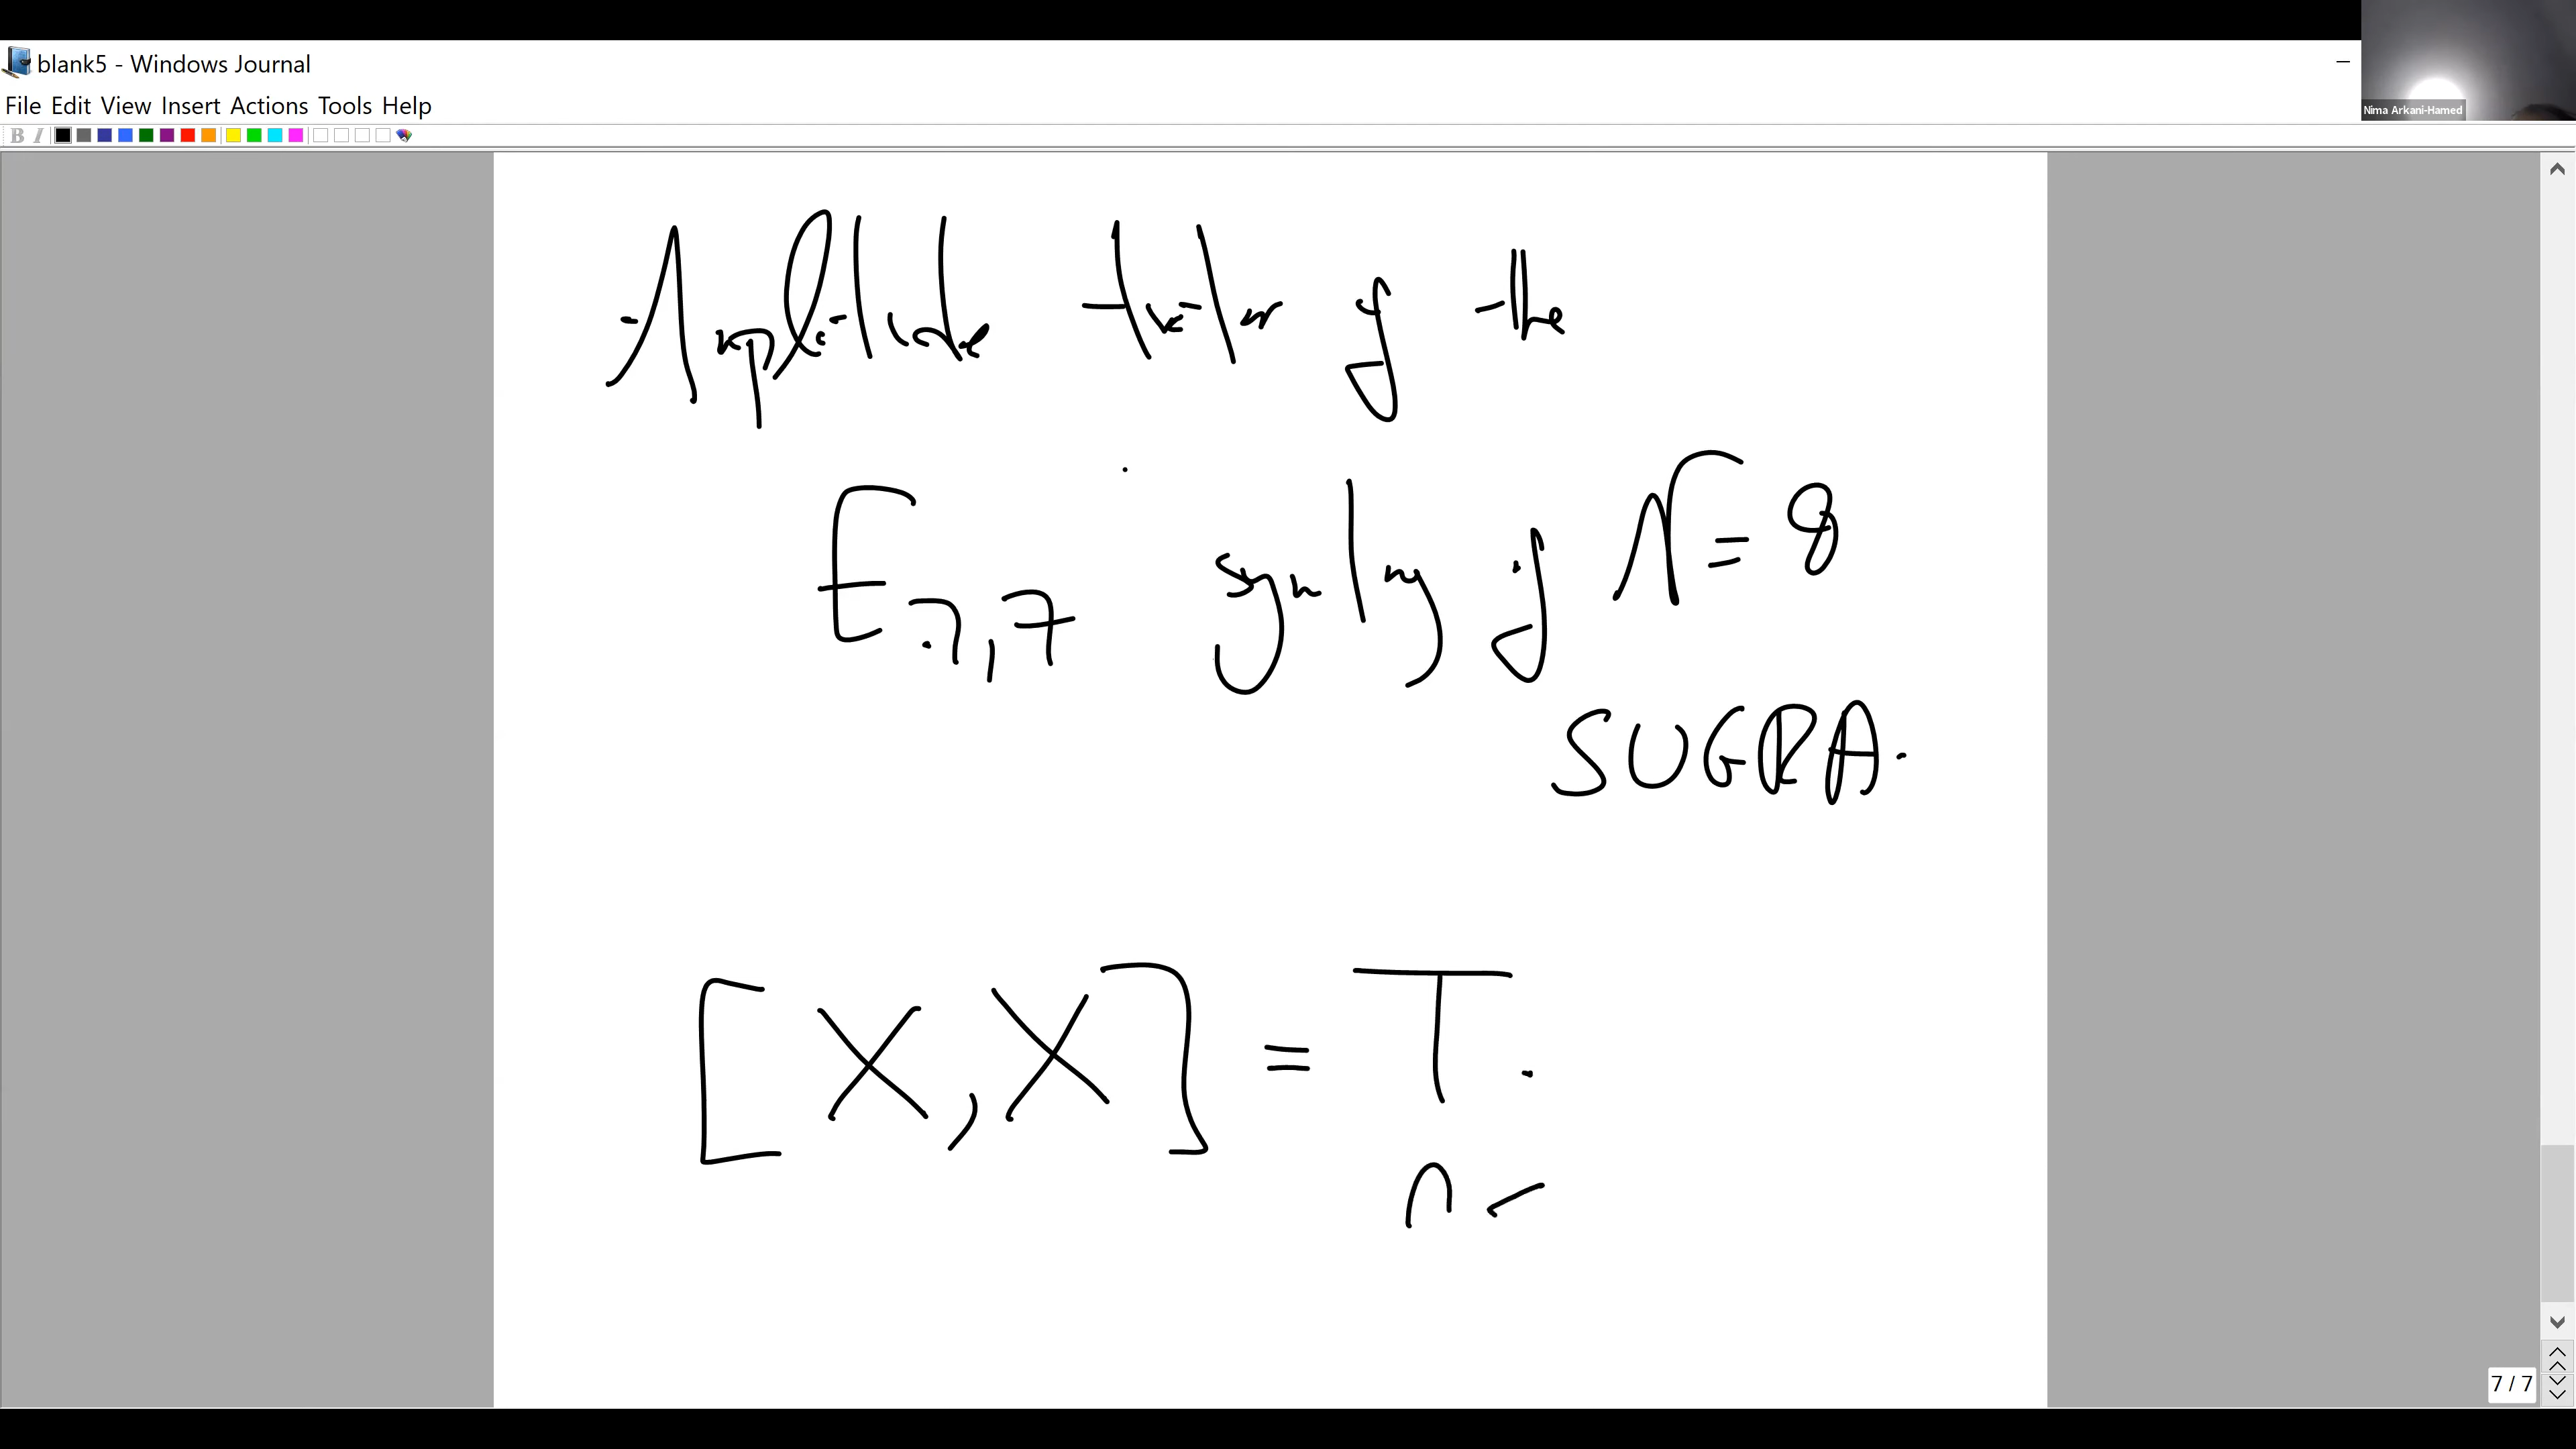 blank5 - Windows Journal
File Edit View Insert Actions Tools Help
B I
Nima Arkani-Hamed
Amplitude of the
E7,7 symmetry of N = 8
SUGRA.
[X, X] = T.
7 / 7